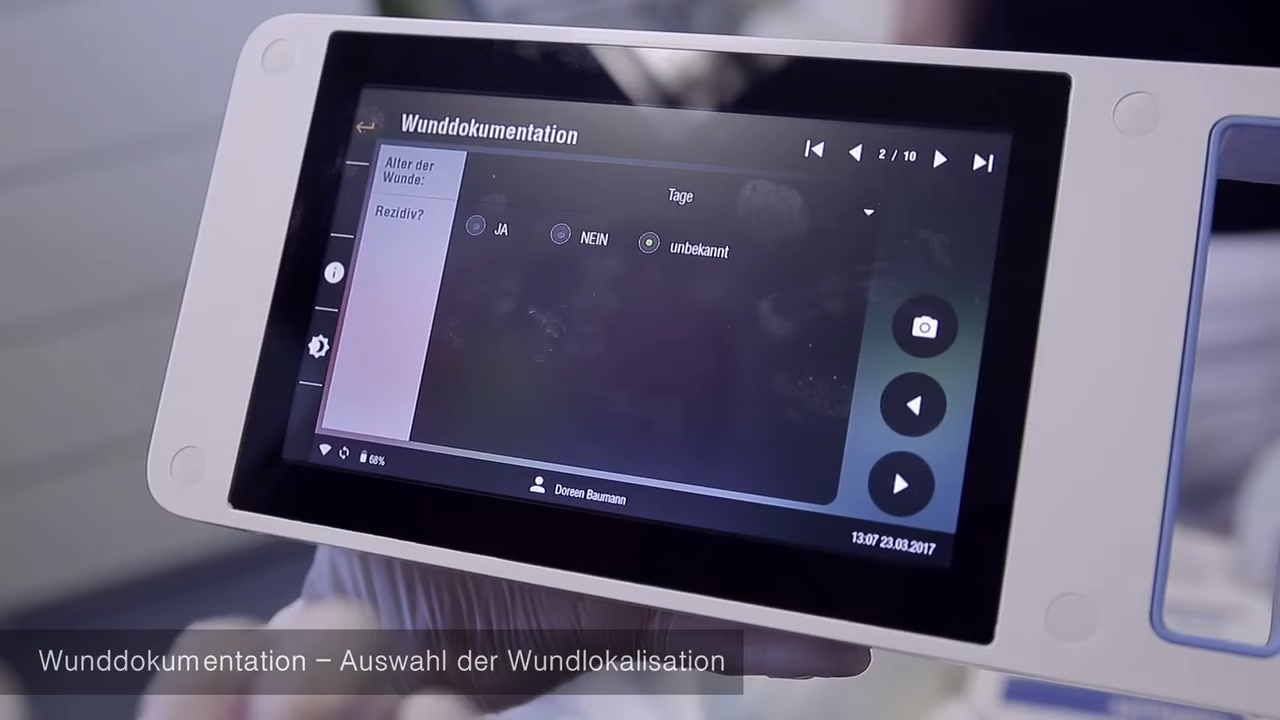 Wunddokumentation
2 / 10
Alter der
Wunde:
Tage
Rezidiv?
JA
NEIN
unbekannt
68%
Doreen Baumann
13:07 23.03.2017
Wunddokumentation – Auswahl der Wundlokalisation